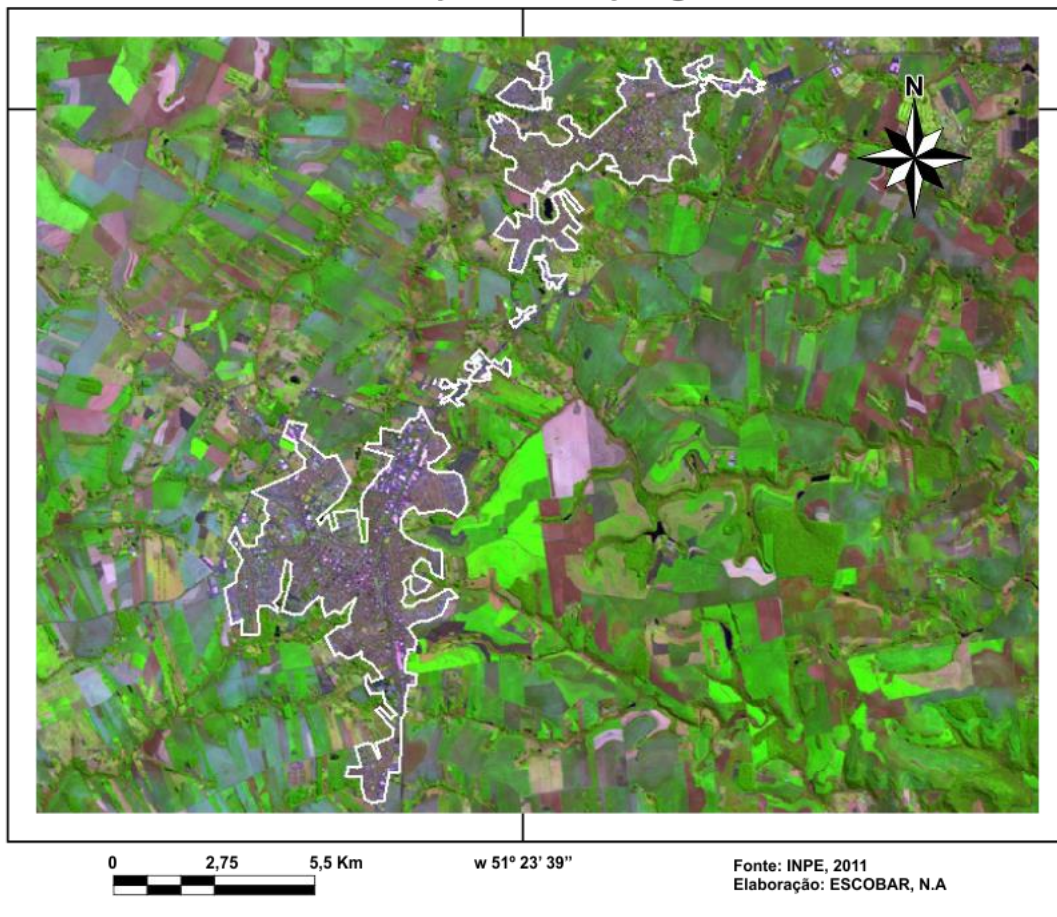 N
0 2,75 5,5 Km
w 51º 23’ 39”
Fonte: INPE, 2011
Elaboração: ESCOBAR, N.A